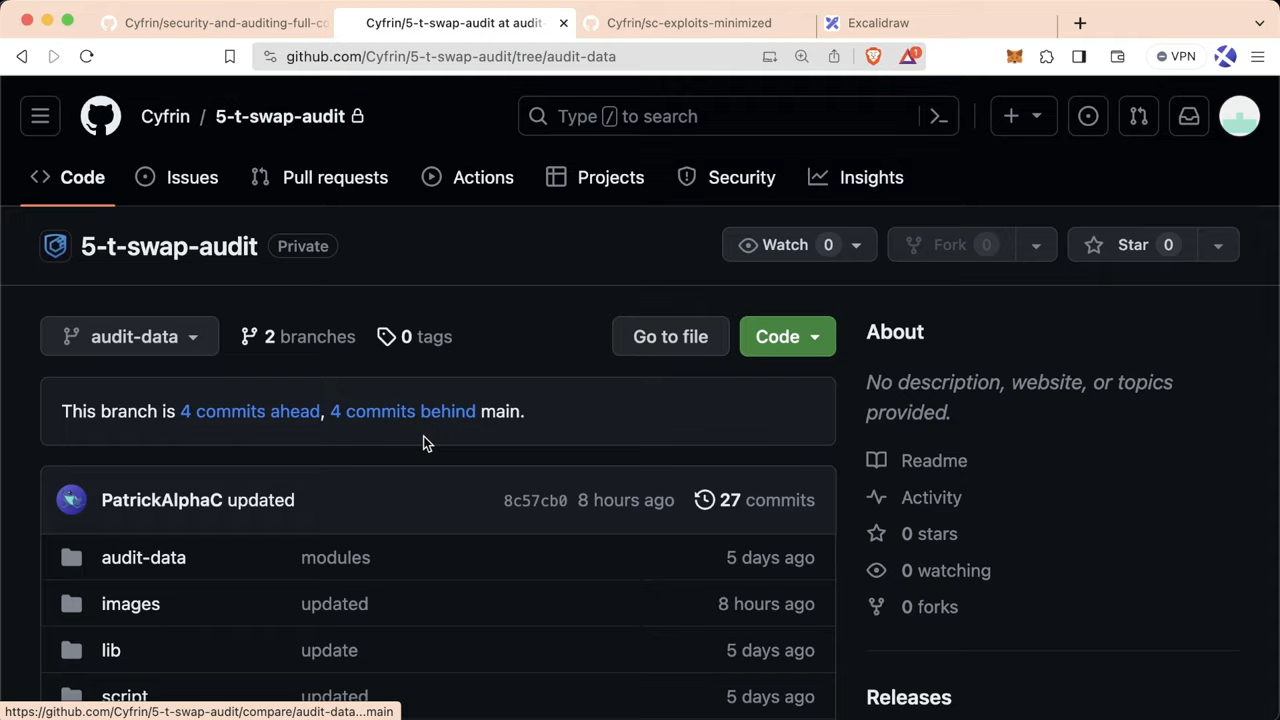 Cyfrin/security-and-auditing-full-co
Cyfrin/5-t-swap-audit at audit-
Cyfrin/sc-exploits-minimized
Excalidraw
github.com/Cyfrin/5-t-swap-audit/tree/audit-data
1
VPN
Cyfrin / 5-t-swap-audit
Type / to search
Code
Issues
Pull requests
Actions
Projects
Security
Insights
5-t-swap-audit Private
Watch 0
Fork 0
Star 0
audit-data
2 branches
0 tags
Go to file
Code
This branch is 4 commits ahead, 4 commits behind main.
PatrickAlphaC updated 8c57cb0 8 hours ago 27 commits
audit-data modules 5 days ago
images updated 8 hours ago
lib update 5 days ago
script updated 5 days ago
About
No description, website, or topics
provided.
Readme
Activity
0 stars
0 watching
0 forks
Releases
https://github.com/Cyfrin/5-t-swap-audit/compare/audit-data...main